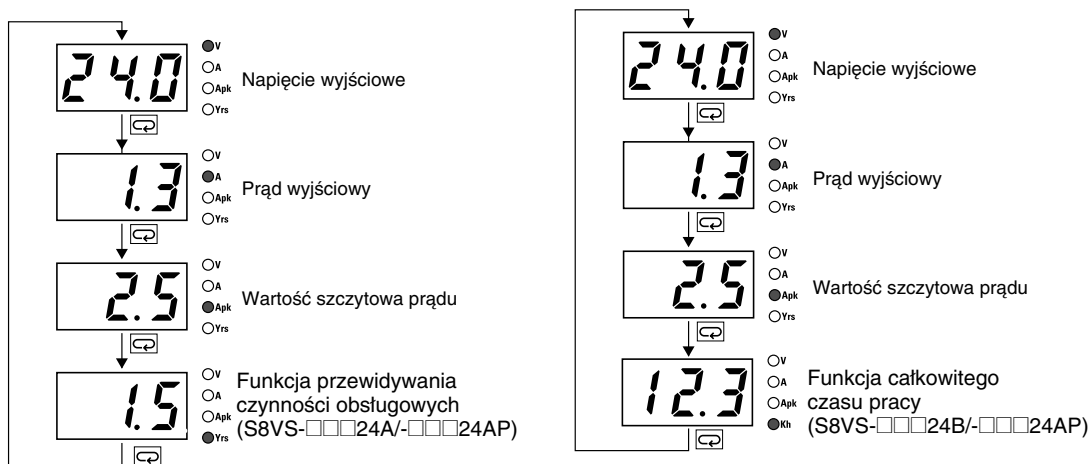 24.0
V
A
Apk
Yrs
Napięcie wyjściowe
1.3
V
A
Apk
Yrs
Prąd wyjściowy
2.5
V
A
Apk
Yrs
Wartość szczytowa prądu
1.5
V
A
Apk
Yrs
Funkcja przewidywania
czynności obsługowych
(S8VS-□□□24A/-□□□24AP)
24.0
V
A
Apk
Yrs
Napięcie wyjściowe
1.3
V
A
Apk
Yrs
Prąd wyjściowy
2.5
V
A
Apk
Yrs
Wartość szczytowa prądu
12.3
V
A
Apk
Kh
Funkcja całkowitego
czasu pracy
(S8VS-□□□24B/-□□□24AP)